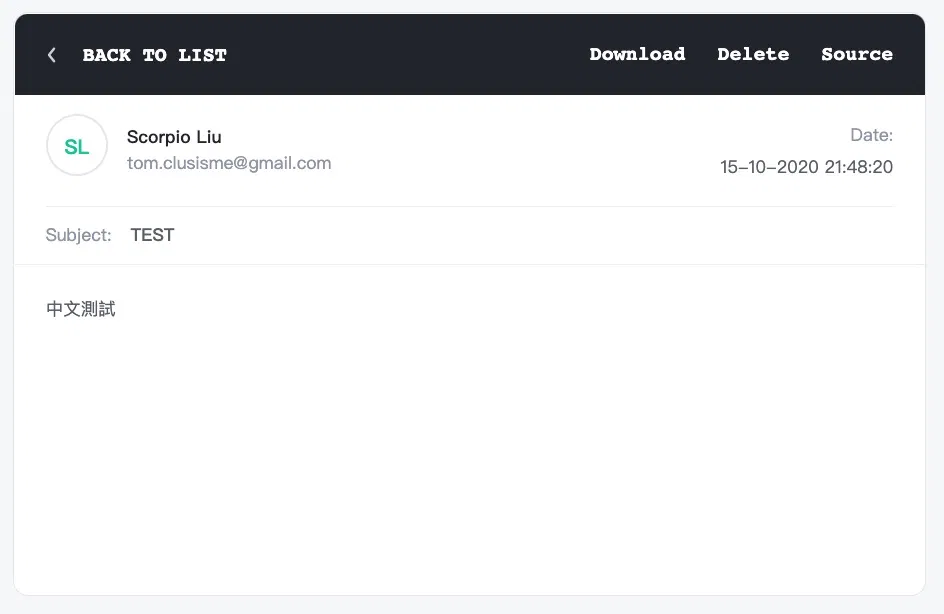 BACK TO LIST
Download Delete Source
SL
Scorpio Liu
tom.clusisme@gmail.com
Date:
15-10-2020 21:48:20
Subject: TEST
中文測試